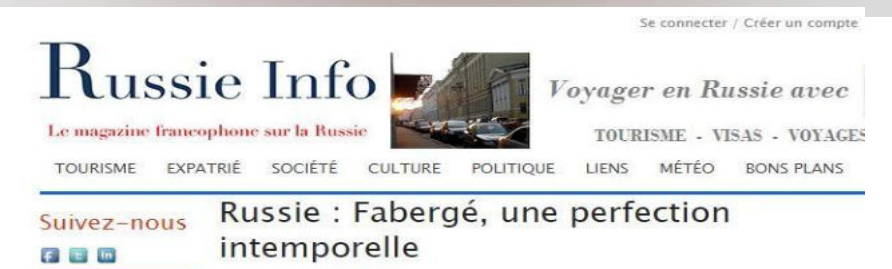 Se connecter / Créer un compte
Russie Info
Voyager en Russie avec
Le magazine francophone sur la Russie
TOURISME - VISAS - VOYAGES
TOURISME EXPATRIÉ SOCIÉTÉ CULTURE POLITIQUE LIENS MÉTÉO BONS PLANS
Suivez-nous
Russie : Fabergé, une perfection
intemporelle
f t in